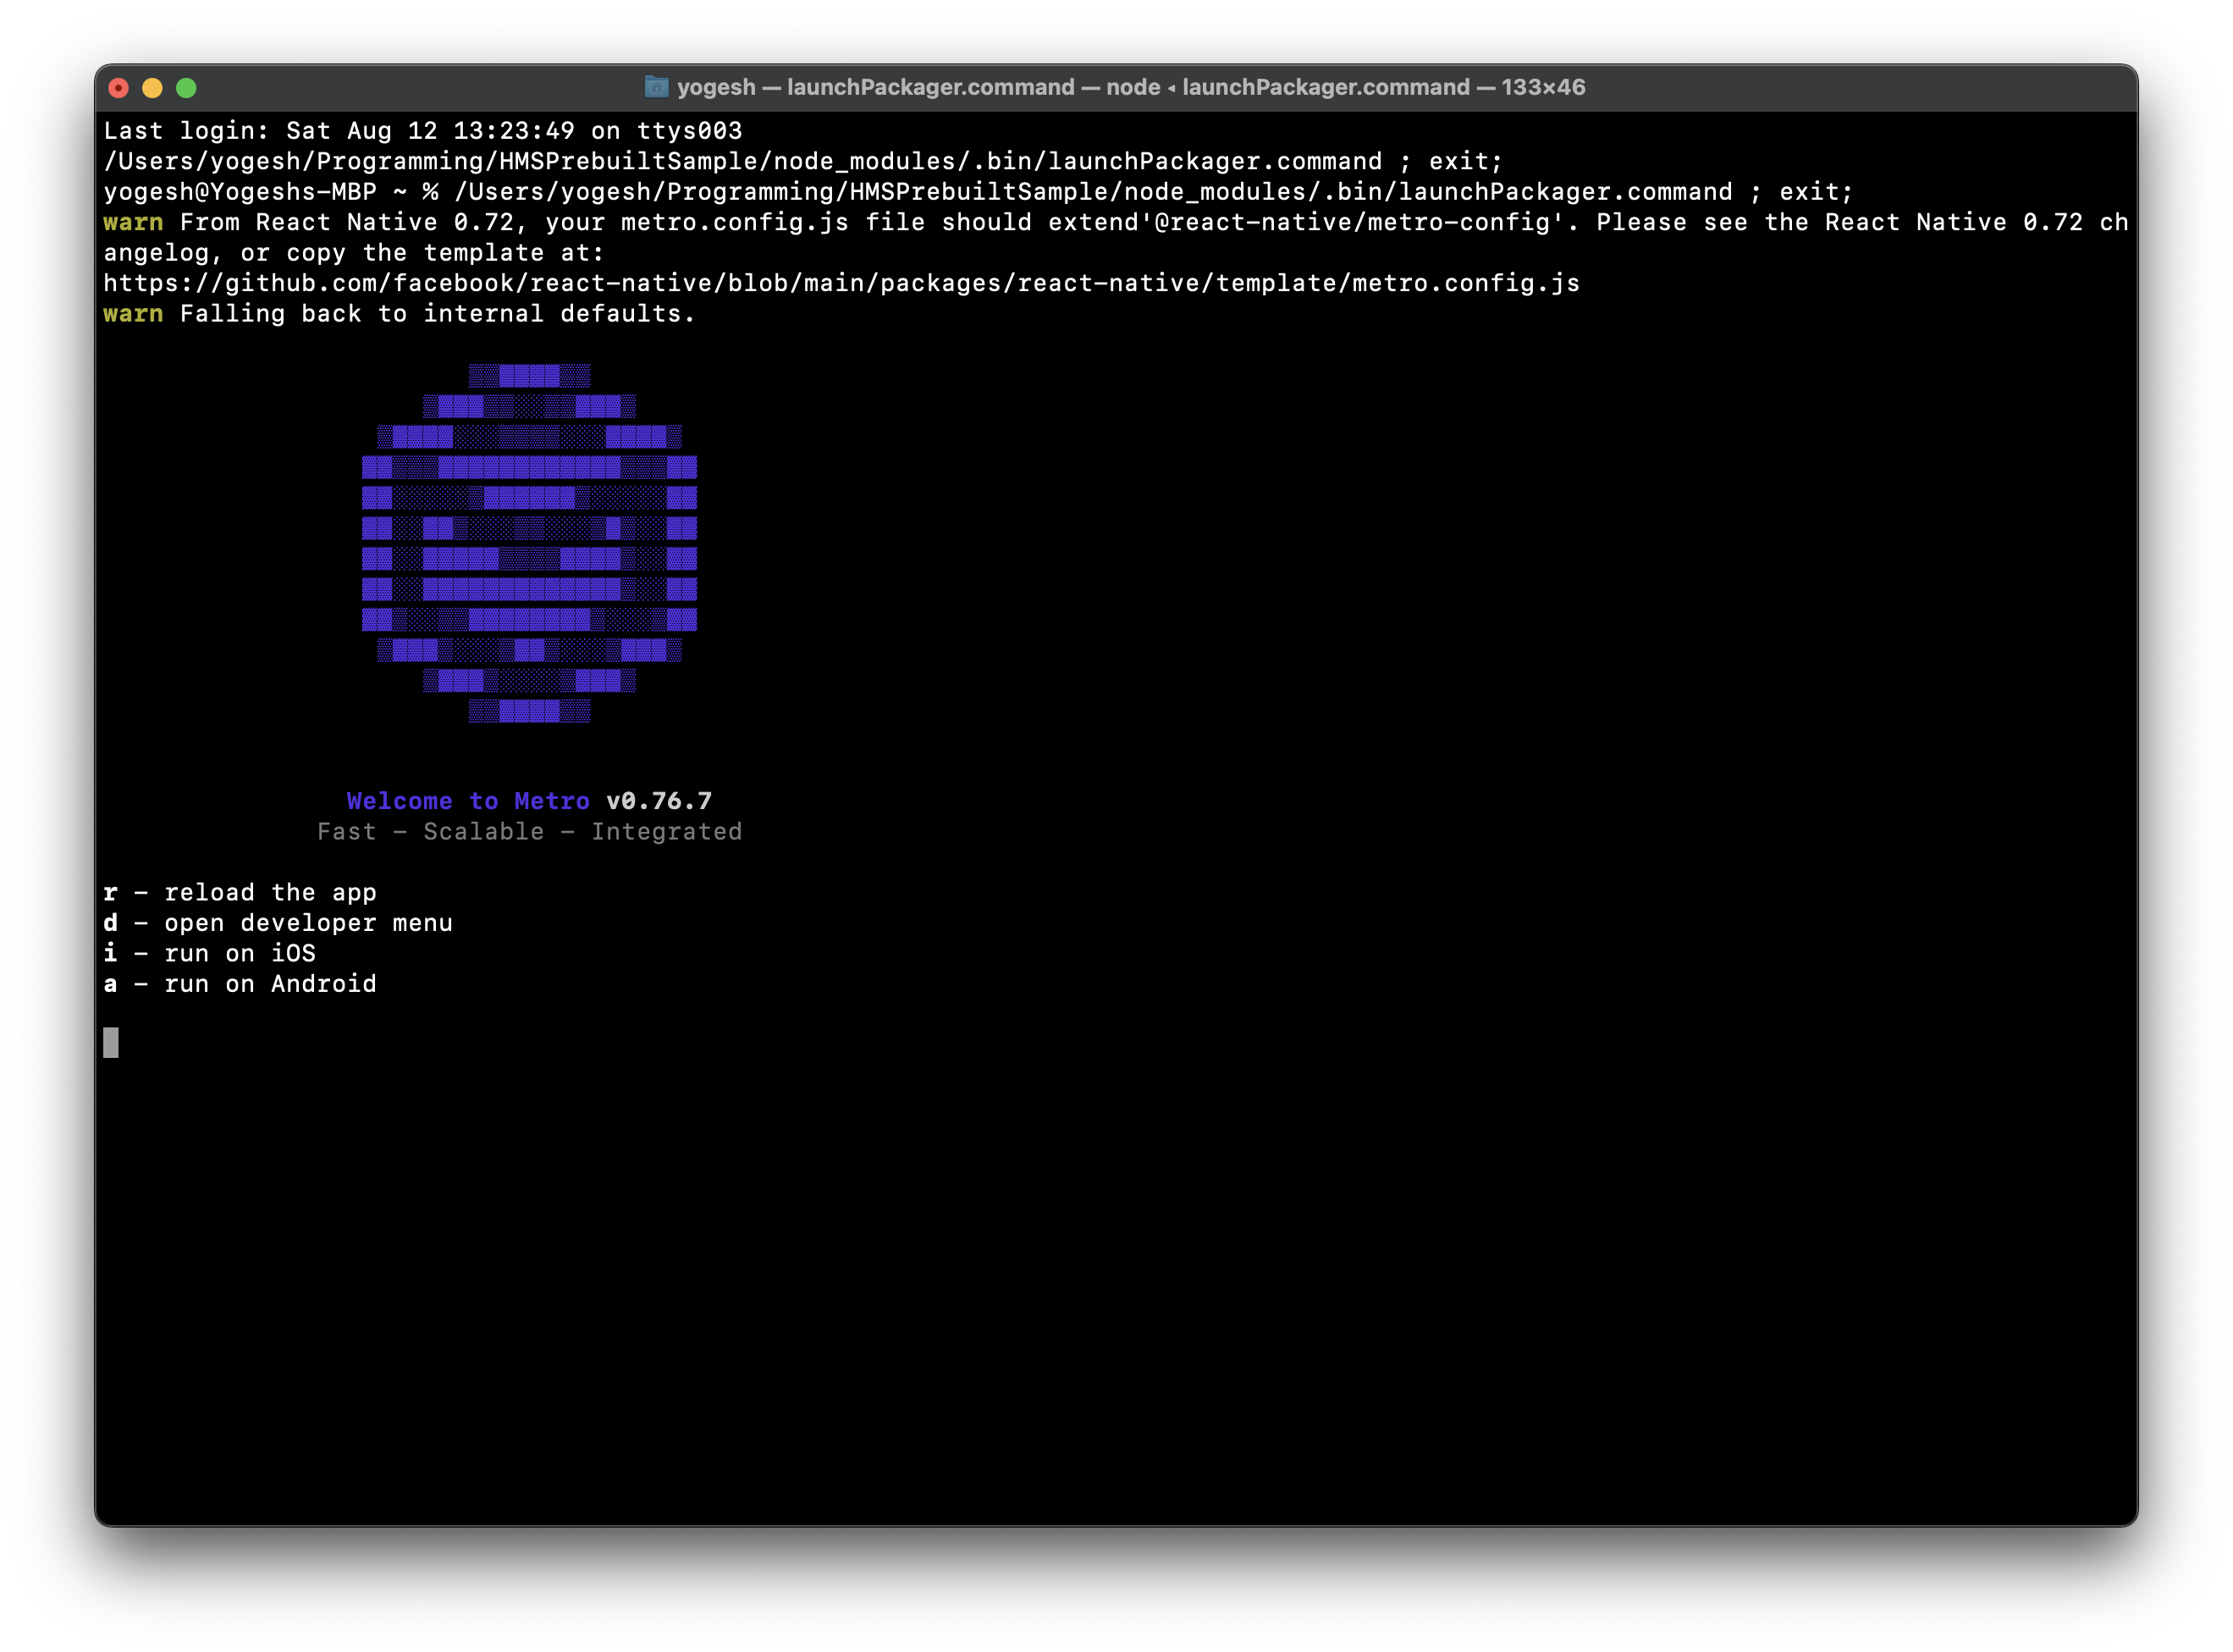 yogesh — launchPackager.command — node ◂ launchPackager.command — 133×46
Last login: Sat Aug 12 13:23:49 on ttys003
/Users/yogesh/Programming/HMSPrebuiltSample/node_modules/.bin/launchPackager.command ; exit;
yogesh@Yogeshs-MBP ~ % /Users/yogesh/Programming/HMSPrebuiltSample/node_modules/.bin/launchPackager.command ; exit;
warn From React Native 0.72, your metro.config.js file should extend'@react-native/metro-config'. Please see the React Native 0.72 ch
angelog, or copy the template at:
https://github.com/facebook/react-native/blob/main/packages/react-native/template/metro.config.js
warn Falling back to internal defaults.
Welcome to Metro v0.76.7
Fast - Scalable - Integrated
r - reload the app
d - open developer menu
i - run on iOS
a - run on Android